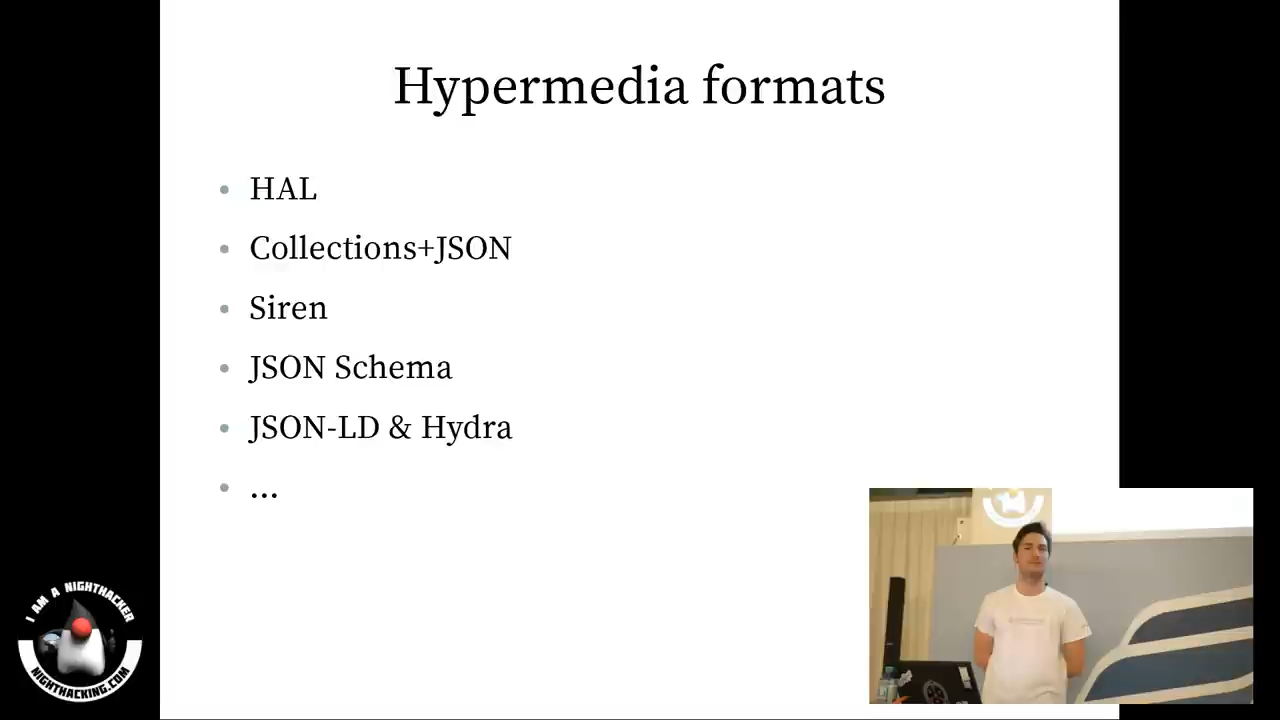 Hypermedia formats
• HAL
• Collections+JSON
• Siren
• JSON Schema
• JSON-LD & Hydra
• ...
I AM A NIGHTHACKER
NIGHTHACKING.COM